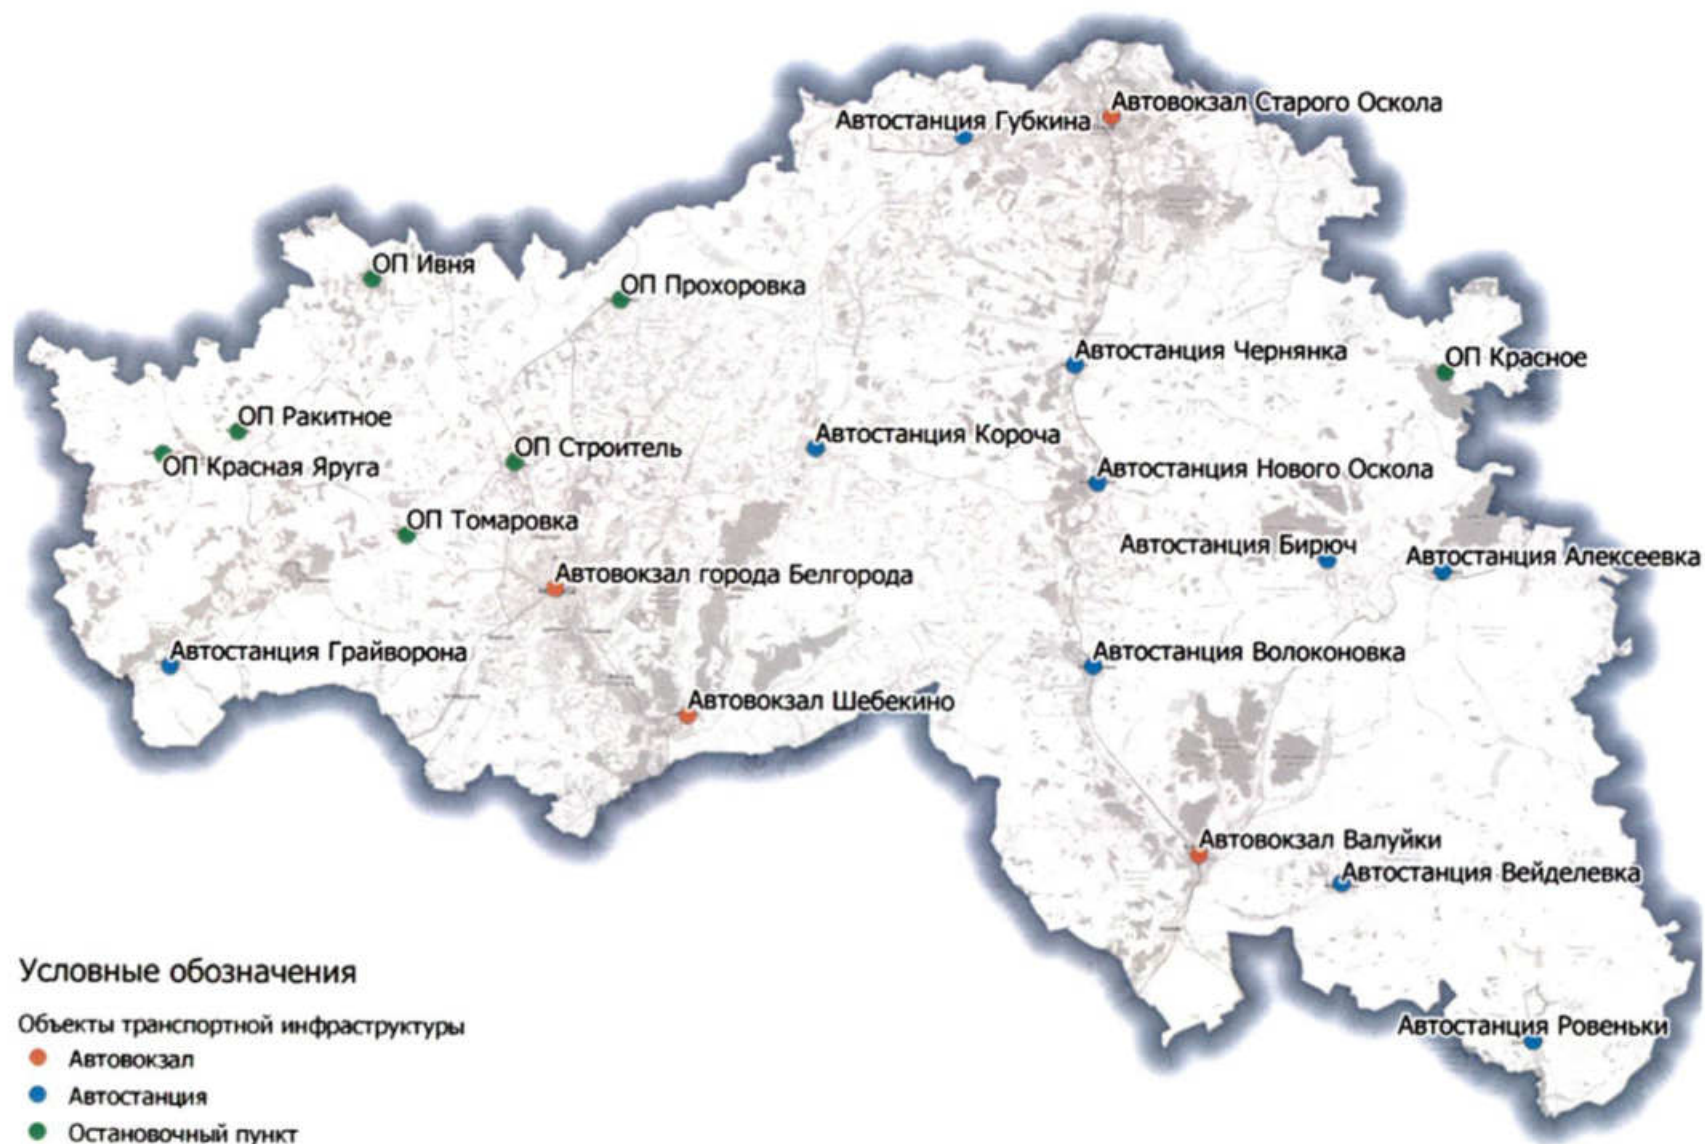 Автовокзал Старого Оскола
Автостанция Губкина
ОП Ивня
ОП Прохоровка
Автостанция Чернянка
ОП Красное
ОП Ракитное
Автостанция Короча
ОП Строитель
ОП Красная Яруга
Автостанция Нового Оскола
ОП Томаровка
Автостанция Бирюч
Автостанция Алексеевка
Автовокзал города Белгорода
Автостанция Грайворона
Автостанция Волоконовка
Автовокзал Шебекино
Автовокзал Валуйки
Автостанция Вейделевка
Автостанция Ровеньки
Условные обозначения
Объекты транспортной инфраструктуры
Автовокзал
Автостанция
Остановочный пункт